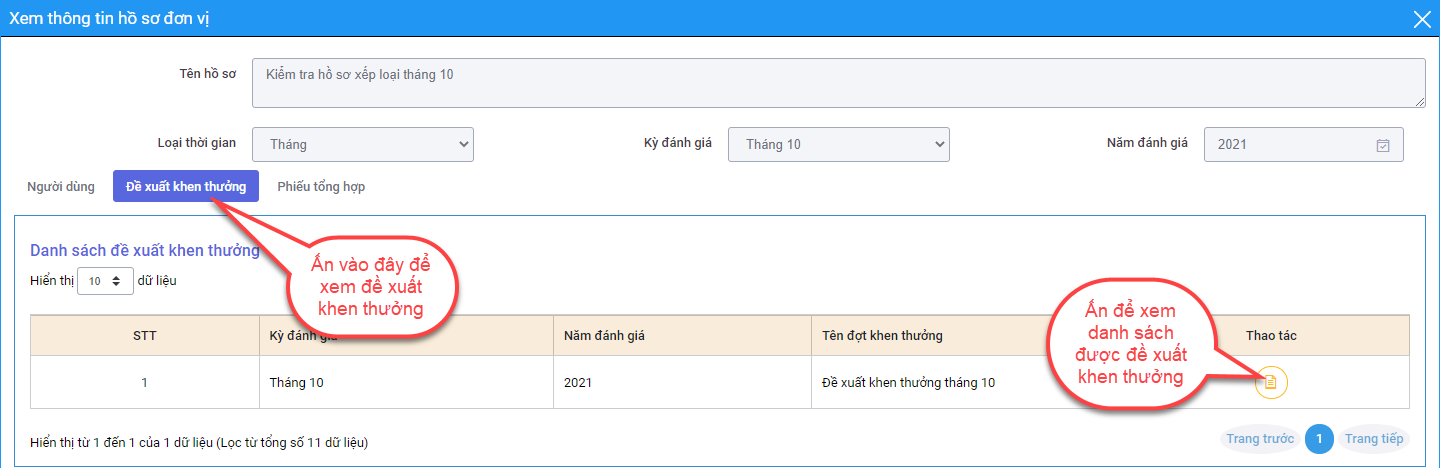 Xem thông tin hồ sơ đơn vị
Tên hồ sơ
Kiểm tra hồ sơ xếp loại tháng 10
Loại thời gian
Tháng
Kỳ đánh giá
Tháng 10
Năm đánh giá
2021
Người dùng
Đề xuất khen thưởng
Phiếu tổng hợp
Danh sách đề xuất khen thưởng
Hiển thị 10 dữ liệu
Ấn vào đây để
xem đề xuất
khen thưởng
Ấn để xem
danh sách
được đề xuất
khen thưởng
STT
Kỳ đánh giá
Năm đánh giá
Tên đợt khen thưởng
Thao tác
1
Tháng 10
2021
Đề xuất khen thưởng tháng 10
Hiển thị từ 1 đến 1 của 1 dữ liệu (Lọc từ tổng số 11 dữ liệu)
Trang trước 1 Trang tiếp